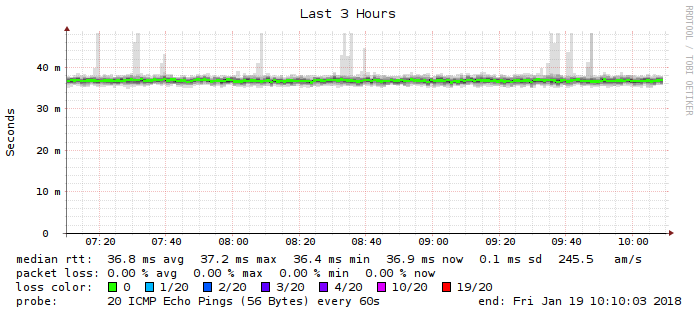 Last 3 Hours
RRDTOOL / TOBI OETIKER
Seconds
40 m
30 m
20 m
10 m
0
07:20 07:40 08:00 08:20 08:40 09:00 09:20 09:40 10:00
median rtt: 36.8 ms avg 37.2 ms max 36.4 ms min 36.9 ms now 0.1 ms sd 245.5 am/s
packet loss: 0.00 % avg 0.00 % max 0.00 % min 0.00 % now
loss color: 0 1/20 2/20 3/20 4/20 10/20 19/20
probe: 20 ICMP Echo Pings (56 Bytes) every 60s end: Fri Jan 19 10:10:03 2018